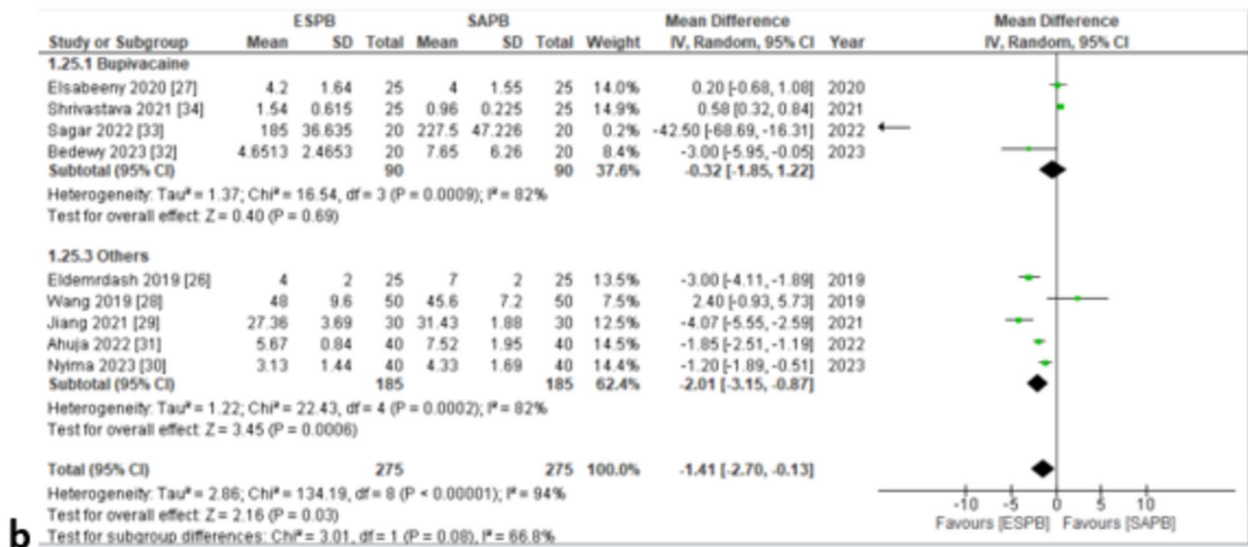 ESPB SAPB Mean Difference Mean Difference
Study or Subgroup Mean SD Total Mean SD Total Weight IV, Random, 95% CI Year IV, Random, 95% CI
1.25.1 Bupivacaine
Elsabeeny 2020 [27] 4.2 1.64 25 4 1.55 25 14.0% 0.20 [-0.68, 1.08] 2020
Shrivastava 2021 [34] 1.54 0.615 25 0.96 0.225 25 14.9% 0.58 [0.32, 0.84] 2021
Sagar 2022 [33] 185 36.635 20 227.5 47.226 20 0.2% -42.50 [-68.69, -16.31] 2022
Bedewy 2023 [32] 4.6513 2.4653 20 7.65 6.26 20 8.4% -3.00 [-5.95, -0.05] 2023
Subtotal (95% CI) 90 90 37.6% -0.32 [-1.85, 1.22]
Heterogeneity: Tau² = 1.37; Chi² = 16.54, df = 3 (P = 0.0009); I² = 82%
Test for overall effect: Z = 0.40 (P = 0.69)
1.25.3 Others
Eldemrdash 2019 [26] 4 2 25 7 2 25 13.5% -3.00 [-4.11, -1.89] 2019
Wang 2019 [28] 48 9.6 50 45.6 7.2 50 7.5% 2.40 [-0.93, 5.73] 2019
Jiang 2021 [29] 27.36 3.69 30 31.43 1.88 30 12.5% -4.07 [-5.55, -2.59] 2021
Ahuja 2022 [31] 5.67 0.84 40 7.52 1.95 40 14.5% -1.85 [-2.51, -1.19] 2022
Nyima 2023 [30] 3.13 1.44 40 4.33 1.69 40 14.4% -1.20 [-1.89, -0.51] 2023
Subtotal (95% CI) 185 185 62.4% -2.01 [-3.15, -0.87]
Heterogeneity: Tau² = 1.22; Chi² = 22.43, df = 4 (P = 0.0002); I² = 82%
Test for overall effect: Z = 3.45 (P = 0.0006)
Total (95% CI) 275 275 100.0% -1.41 [-2.70, -0.13]
Heterogeneity: Tau² = 2.86; Chi² = 134.19, df = 8 (P < 0.00001); I² = 94%
Test for overall effect: Z = 2.16 (P = 0.03)
Test for subgroup differences: Chi² = 3.01, df = 1 (P = 0.08), I² = 66.8%
-10 -5 0 5 10
Favours [ESPB] Favours [SAPB]
b